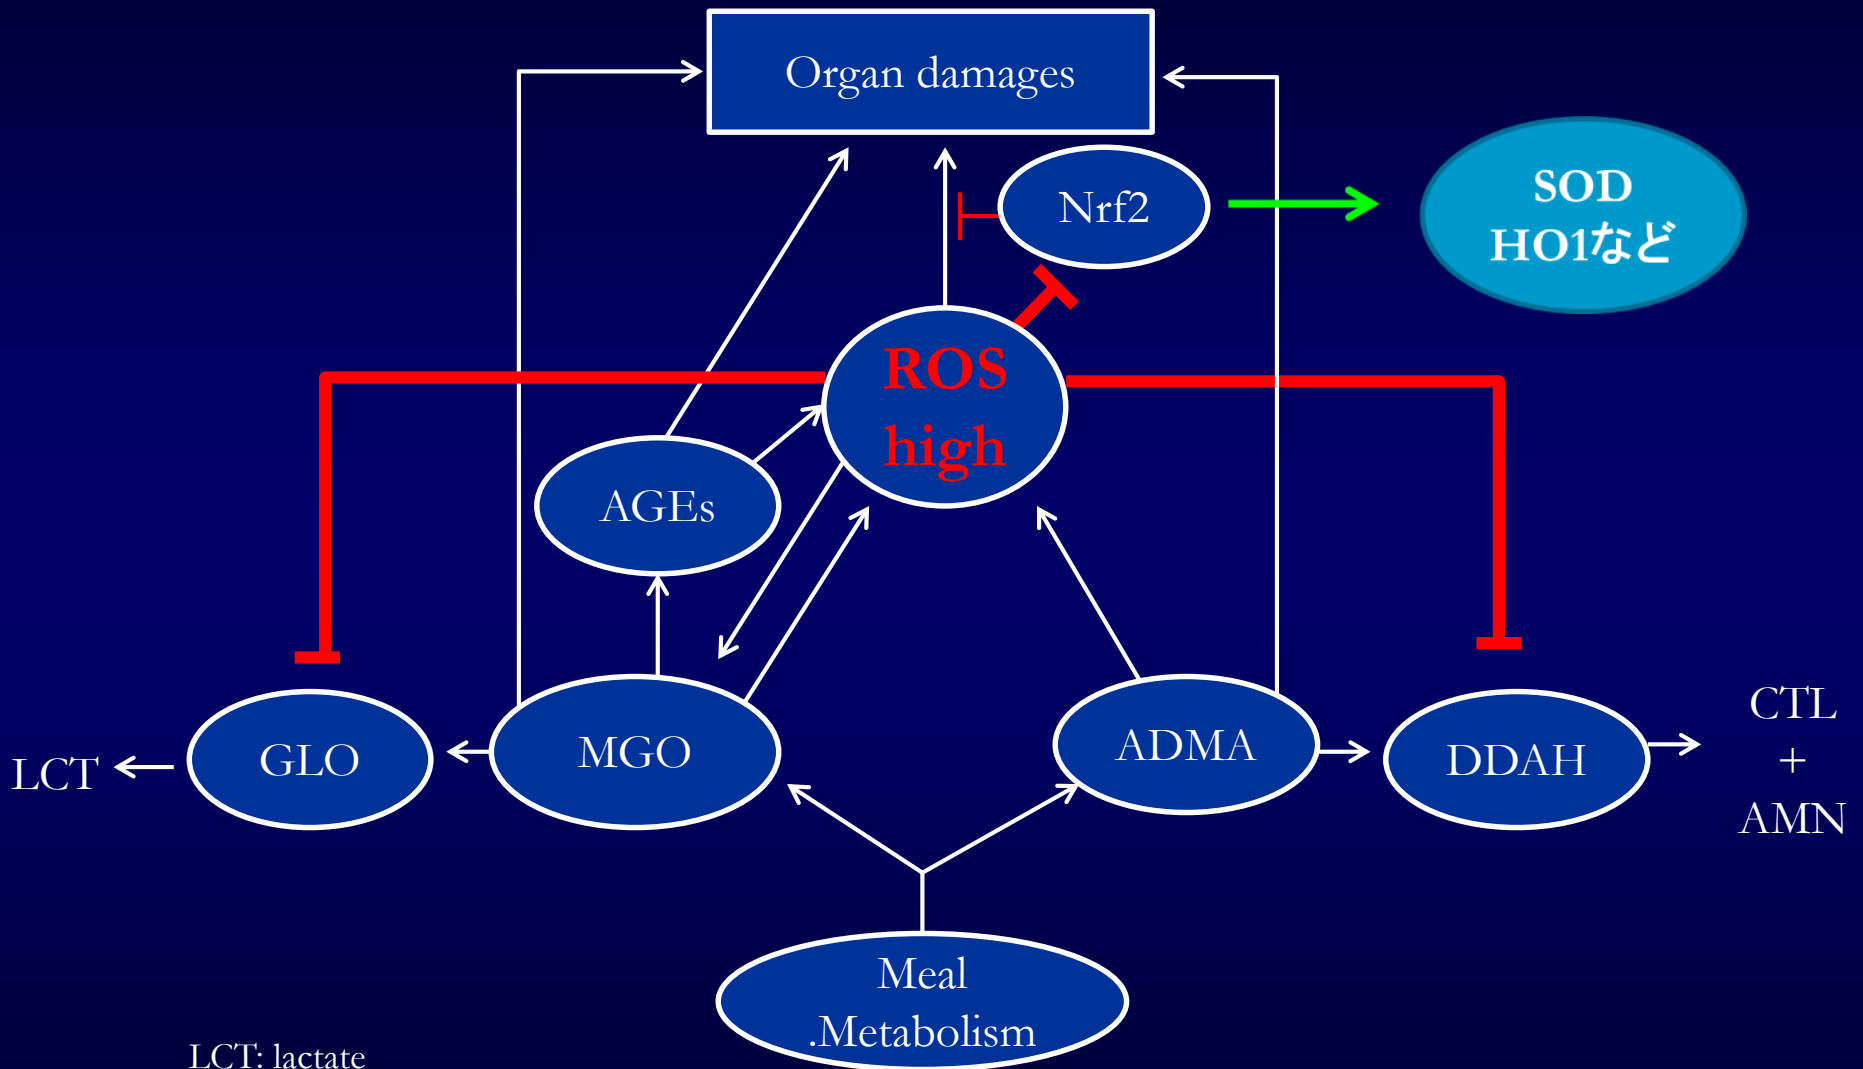 Organ damages
Nrf2
SOD
HO1など
ROS
high
AGEs
GLO
MGO
ADMA
DDAH
LCT
CTL
+
AMN
Meal
.Metabolism
LCT: lactate